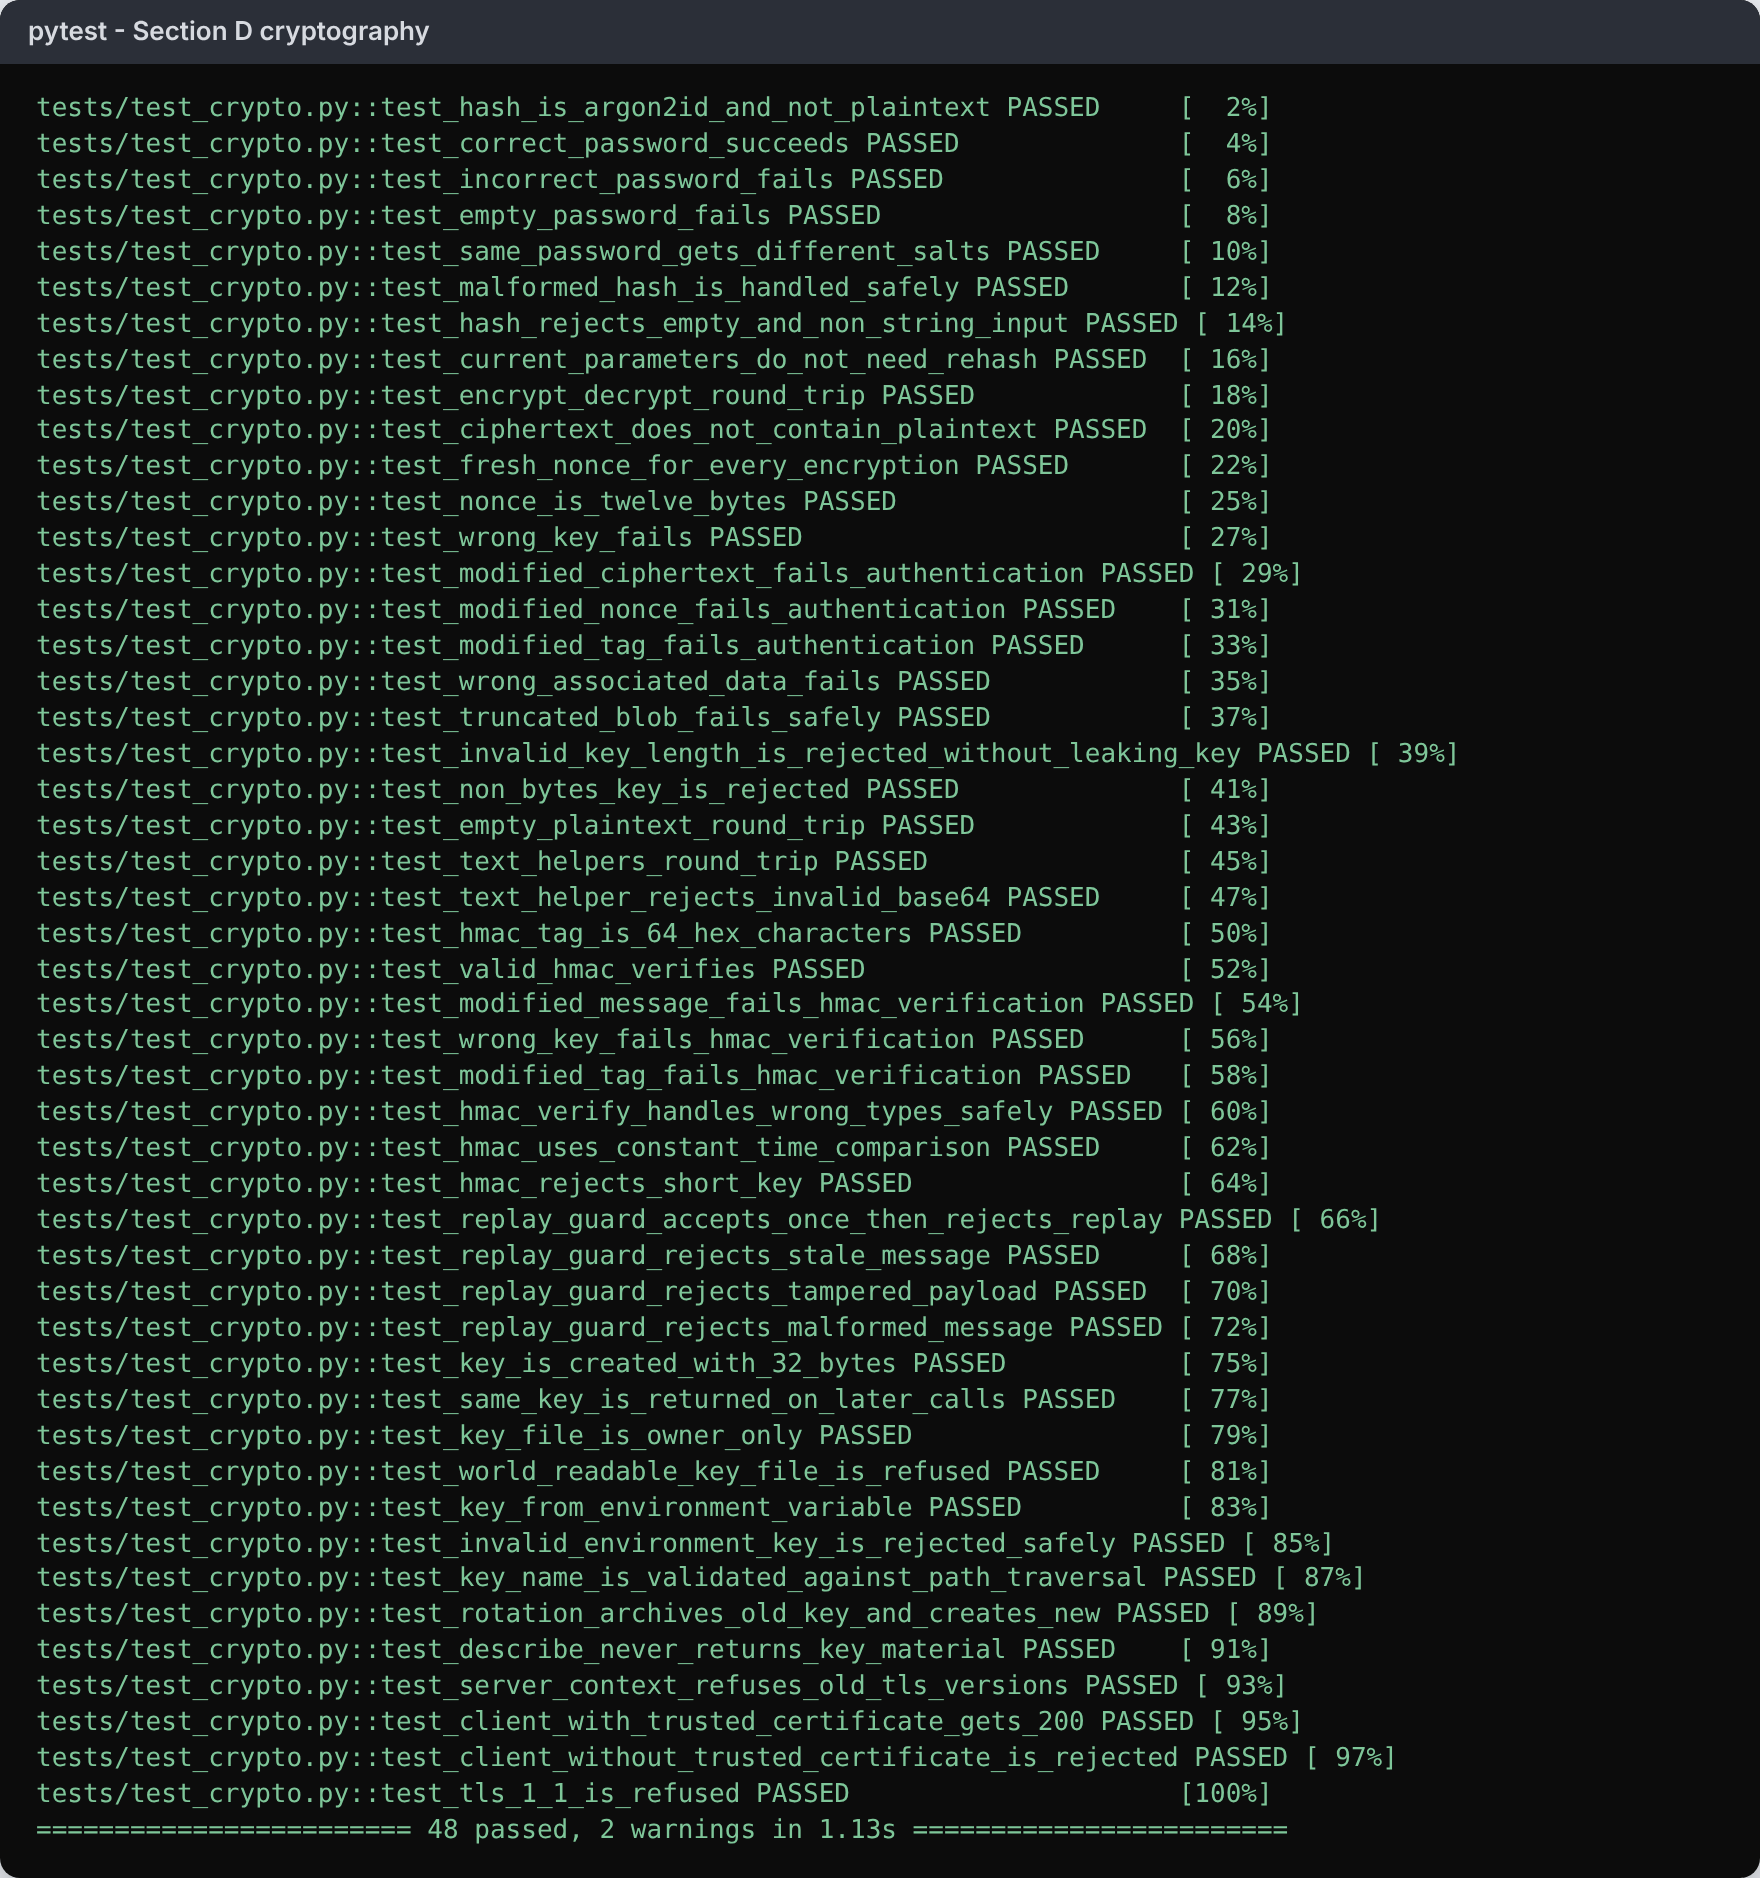 pytest - Section D cryptography
tests/test_crypto.py::test_hash_is_argon2id_and_not_plaintext PASSED     [  2%]
tests/test_crypto.py::test_correct_password_succeeds PASSED              [  4%]
tests/test_crypto.py::test_incorrect_password_fails PASSED               [  6%]
tests/test_crypto.py::test_empty_password_fails PASSED                   [  8%]
tests/test_crypto.py::test_same_password_gets_different_salts PASSED     [ 10%]
tests/test_crypto.py::test_malformed_hash_is_handled_safely PASSED       [ 12%]
tests/test_crypto.py::test_hash_rejects_empty_and_non_string_input PASSED [ 14%]
tests/test_crypto.py::test_current_parameters_do_not_need_rehash PASSED  [ 16%]
tests/test_crypto.py::test_encrypt_decrypt_round_trip PASSED             [ 18%]
tests/test_crypto.py::test_ciphertext_does_not_contain_plaintext PASSED  [ 20%]
tests/test_crypto.py::test_fresh_nonce_for_every_encryption PASSED       [ 22%]
tests/test_crypto.py::test_nonce_is_twelve_bytes PASSED                  [ 25%]
tests/test_crypto.py::test_wrong_key_fails PASSED                        [ 27%]
tests/test_crypto.py::test_modified_ciphertext_fails_authentication PASSED [ 29%]
tests/test_crypto.py::test_modified_nonce_fails_authentication PASSED    [ 31%]
tests/test_crypto.py::test_modified_tag_fails_authentication PASSED      [ 33%]
tests/test_crypto.py::test_wrong_associated_data_fails PASSED            [ 35%]
tests/test_crypto.py::test_truncated_blob_fails_safely PASSED            [ 37%]
tests/test_crypto.py::test_invalid_key_length_is_rejected_without_leaking_key PASSED [ 39%]
tests/test_crypto.py::test_non_bytes_key_is_rejected PASSED              [ 41%]
tests/test_crypto.py::test_empty_plaintext_round_trip PASSED             [ 43%]
tests/test_crypto.py::test_text_helpers_round_trip PASSED                [ 45%]
tests/test_crypto.py::test_text_helper_rejects_invalid_base64 PASSED     [ 47%]
tests/test_crypto.py::test_hmac_tag_is_64_hex_characters PASSED          [ 50%]
tests/test_crypto.py::test_valid_hmac_verifies PASSED                    [ 52%]
tests/test_crypto.py::test_modified_message_fails_hmac_verification PASSED [ 54%]
tests/test_crypto.py::test_wrong_key_fails_hmac_verification PASSED      [ 56%]
tests/test_crypto.py::test_modified_tag_fails_hmac_verification PASSED   [ 58%]
tests/test_crypto.py::test_hmac_verify_handles_wrong_types_safely PASSED [ 60%]
tests/test_crypto.py::test_hmac_uses_constant_time_comparison PASSED     [ 62%]
tests/test_crypto.py::test_hmac_rejects_short_key PASSED                 [ 64%]
tests/test_crypto.py::test_replay_guard_accepts_once_then_rejects_replay PASSED [ 66%]
tests/test_crypto.py::test_replay_guard_rejects_stale_message PASSED     [ 68%]
tests/test_crypto.py::test_replay_guard_rejects_tampered_payload PASSED  [ 70%]
tests/test_crypto.py::test_replay_guard_rejects_malformed_message PASSED [ 72%]
tests/test_crypto.py::test_key_is_created_with_32_bytes PASSED           [ 75%]
tests/test_crypto.py::test_same_key_is_returned_on_later_calls PASSED    [ 77%]
tests/test_crypto.py::test_key_file_is_owner_only PASSED                 [ 79%]
tests/test_crypto.py::test_world_readable_key_file_is_refused PASSED     [ 81%]
tests/test_crypto.py::test_key_from_environment_variable PASSED          [ 83%]
tests/test_crypto.py::test_invalid_environment_key_is_rejected_safely PASSED [ 85%]
tests/test_crypto.py::test_key_name_is_validated_against_path_traversal PASSED [ 87%]
tests/test_crypto.py::test_rotation_archives_old_key_and_creates_new PASSED [ 89%]
tests/test_crypto.py::test_describe_never_returns_key_material PASSED    [ 91%]
tests/test_crypto.py::test_server_context_refuses_old_tls_versions PASSED [ 93%]
tests/test_crypto.py::test_client_with_trusted_certificate_gets_200 PASSED [ 95%]
tests/test_crypto.py::test_client_without_trusted_certificate_is_rejected PASSED [ 97%]
tests/test_crypto.py::test_tls_1_1_is_refused PASSED                     [100%]
======================== 48 passed, 2 warnings in 1.13s ========================